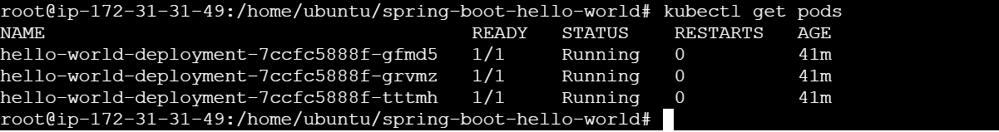 root@ip-172-31-31-49:/home/ubuntu/spring-boot-hello-world# kubectl get pods
NAME READY STATUS RESTARTS AGE
hello-world-deployment-7ccfc5888f-gfmd5 1/1 Running 0 41m
hello-world-deployment-7ccfc5888f-grvmz 1/1 Running 0 41m
hello-world-deployment-7ccfc5888f-tttmh 1/1 Running 0 41m
root@ip-172-31-31-49:/home/ubuntu/spring-boot-hello-world#